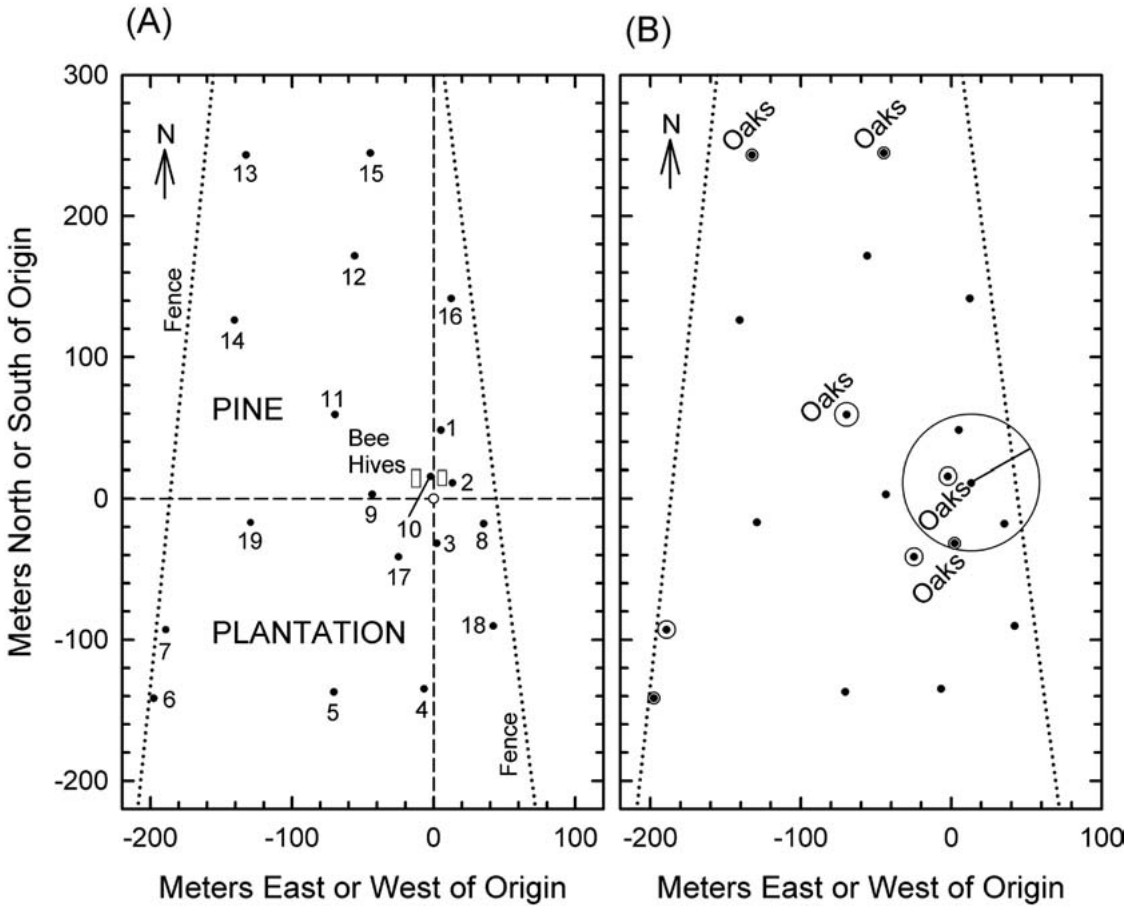 (A)
300
200
100
0
-100
-200
Meters North or South of Origin
N
13
15
12
16
14
Fence
11
PINE
1
Bee
Hives
2
9
10
3
8
19
17
PLANTATION
18
7
6
5
4
Fence
-200
-100
0
100
Meters East or West of Origin
(B)
N
Oaks
Oaks
Oaks
Oaks
Oaks
-200
-100
0
100
Meters East or West of Origin